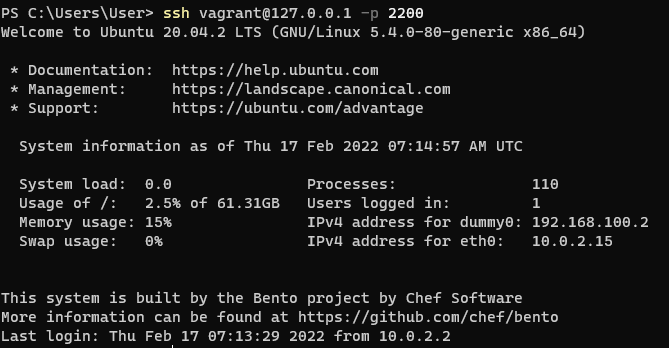 PS C:\Users\User> ssh vagrant@127.0.0.1 -p 2200
Welcome to Ubuntu 20.04.2 LTS (GNU/Linux 5.4.0-80-generic x86_64)
* Documentation:  https://help.ubuntu.com
* Management:     https://landscape.canonical.com
* Support:        https://ubuntu.com/advantage
System information as of Thu 17 Feb 2022 07:14:57 AM UTC
System load:  0.0               Processes:               110
Usage of /:   2.5% of 61.31GB   Users logged in:         1
Memory usage: 15%               IPv4 address for dummy0: 192.168.100.2
Swap usage:   0%                IPv4 address for eth0:   10.0.2.15
This system is built by the Bento project by Chef Software
More information can be found at https://github.com/chef/bento
Last login: Thu Feb 17 07:13:29 2022 from 10.0.2.2